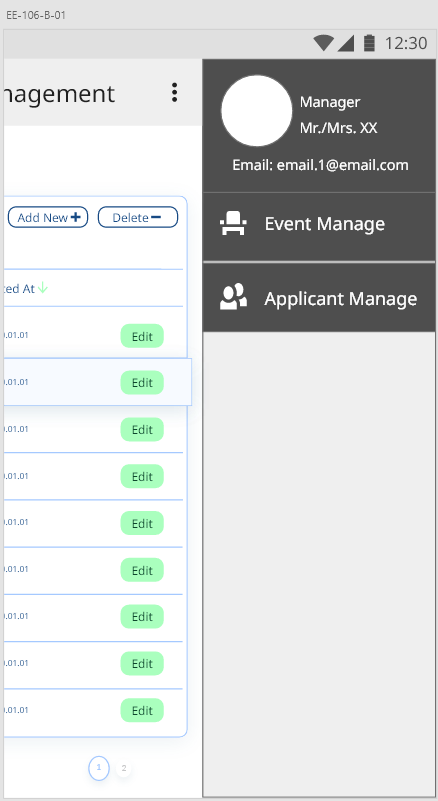 EE-106-B-01
12:30
nagement
Manager
Mr./Mrs. XX
Email: email.1@email.com
Event Manage
Applicant Manage
Add New
Delete
ted At
.01.01 Edit
.01.01 Edit
.01.01 Edit
.01.01 Edit
.01.01 Edit
.01.01 Edit
.01.01 Edit
.01.01 Edit
.01.01 Edit
1 2